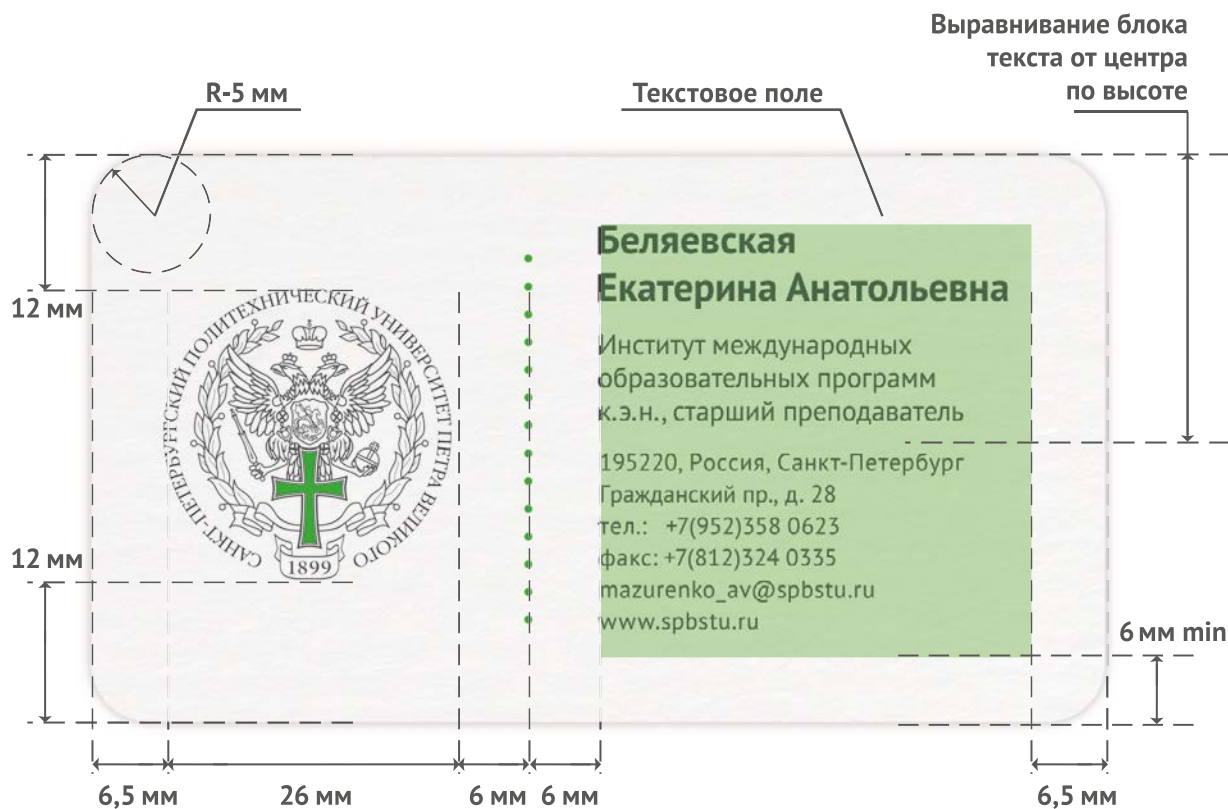 Выравнивание блока
текста от центра
по высоте
R-5 мм
Текстовое поле
12 мм
12 мм
САНКТ-ПЕТЕРБУРГСКИЙ ПОЛИТЕХНИЧЕСКИЙ УНИВЕРСИТЕТ ПЕТРА ВЕЛИКОГО
1899
Беляевская
Екатерина Анатольевна
Институт международных
образовательных программ
к.э.н., старший преподаватель
195220, Россия, Санкт-Петербург
Гражданский пр., д. 28
тел.: +7(952)358 0623
факс: +7(812)324 0335
mazurenko_av@spbstu.ru
www.spbstu.ru
6 мм min
6,5 мм
26 мм
6 мм
6 мм
6,5 мм